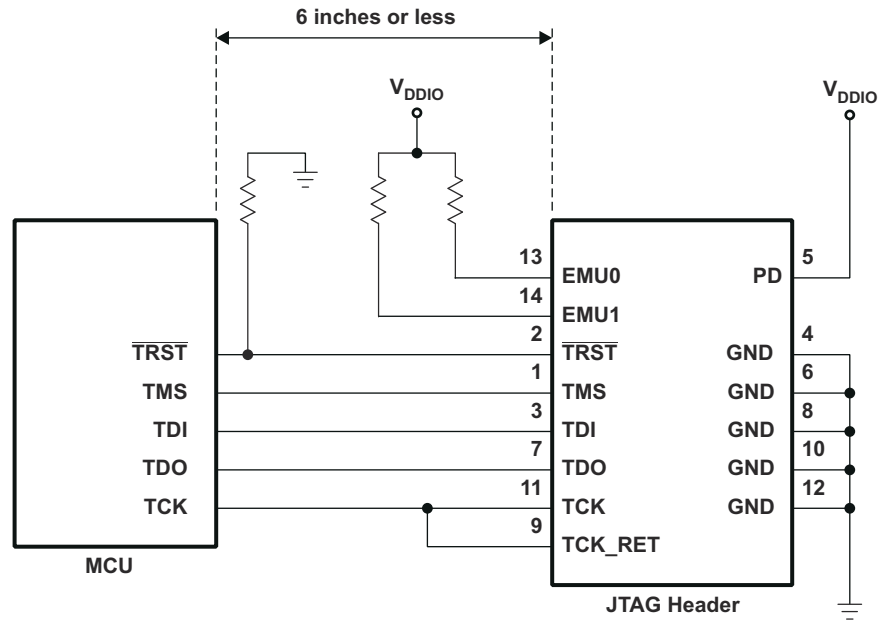 6 inches or less
V_DDIO
V_DDIO
13
EMU0
5
PD
14
EMU1
2
4
TRST
TRST
GND
1
6
TMS
TMS
GND
3
8
TDI
TDI
GND
7
10
TDO
TDO
GND
11
12
TCK
TCK
GND
9
TCK_RET
MCU
JTAG Header